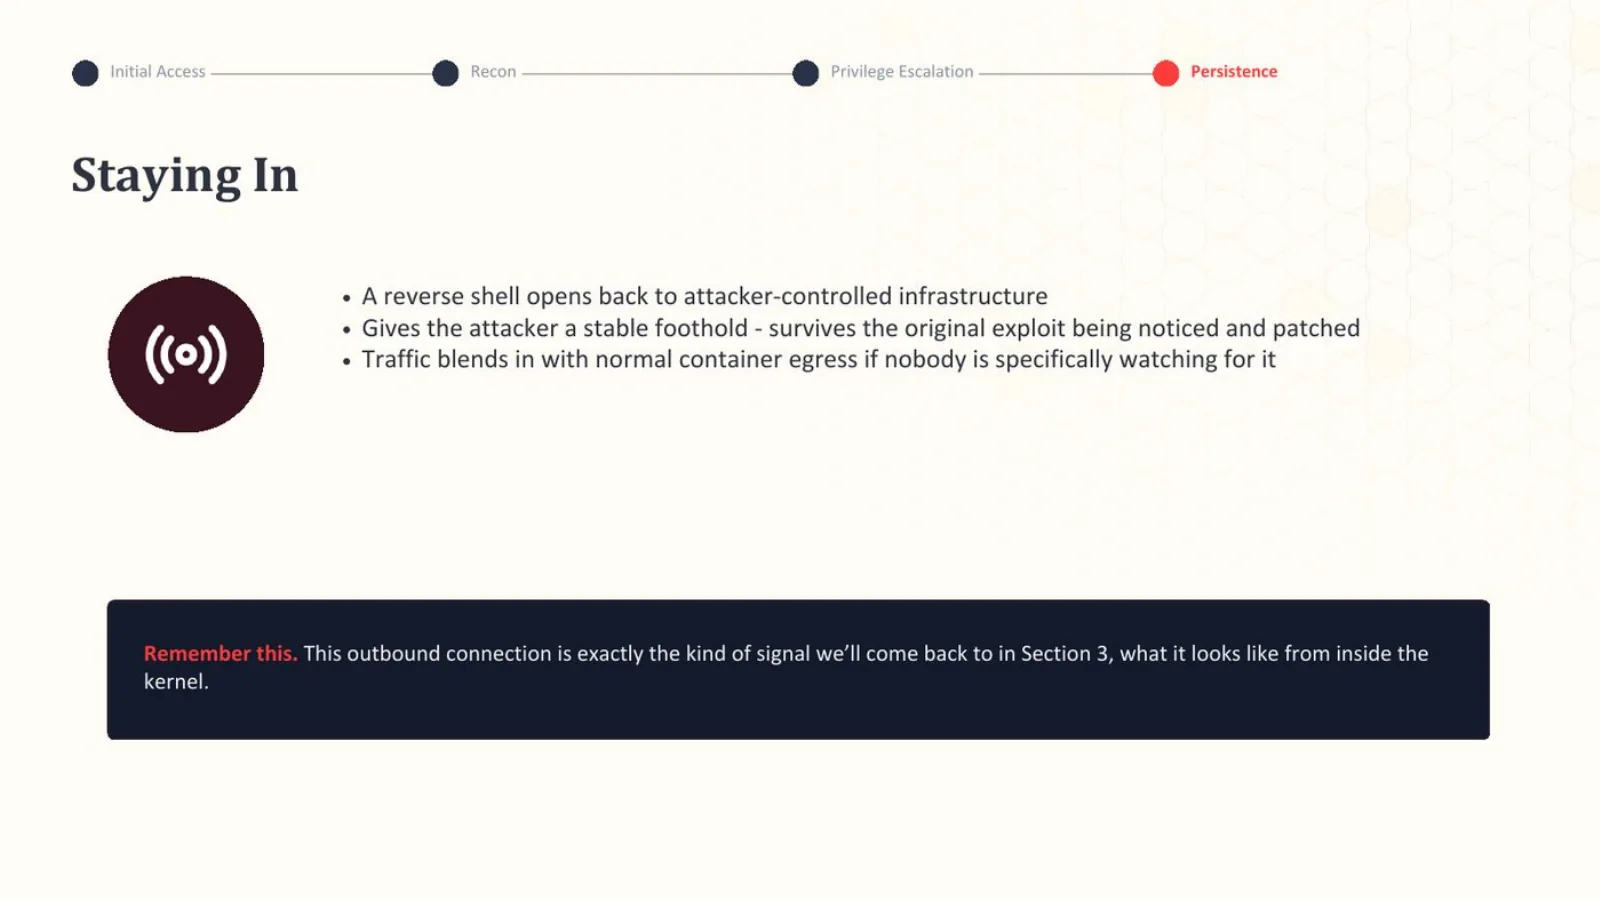 Initial Access
Recon
Privilege Escalation
Persistence
Staying In
• A reverse shell opens back to attacker-controlled infrastructure
• Gives the attacker a stable foothold - survives the original exploit being noticed and patched
• Traffic blends in with normal container egress if nobody is specifically watching for it
Remember this. This outbound connection is exactly the kind of signal we’ll come back to in Section 3, what it looks like from inside the
kernel.